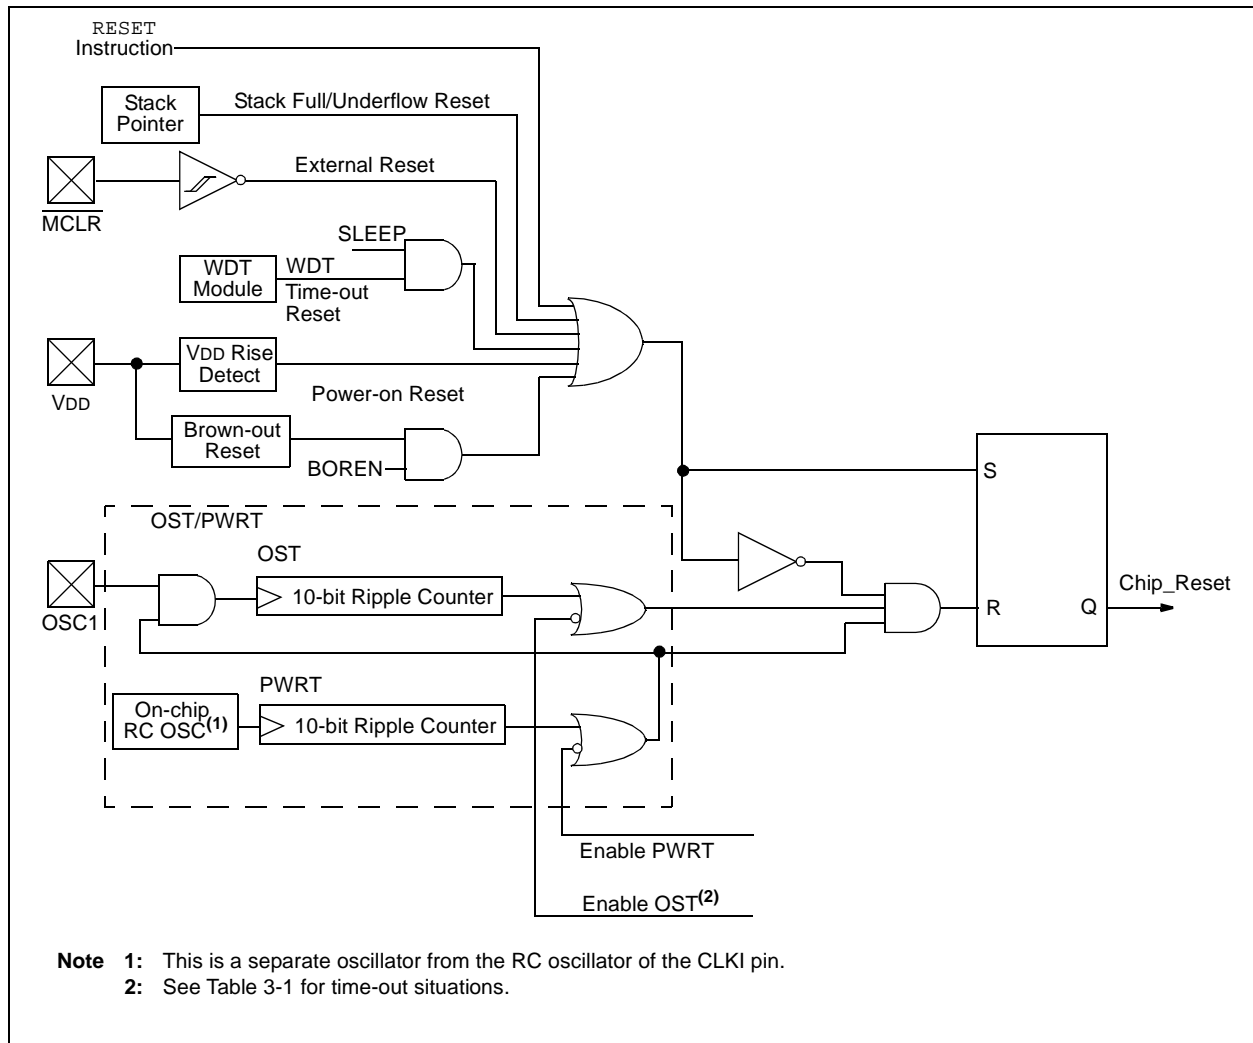 RESET
Instruction
Stack
Pointer
Stack Full/Underflow Reset
External Reset
MCLR
SLEEP
WDT
Module
WDT
Time-out
Reset
VDD
VDD Rise
Detect
Power-on Reset
Brown-out
Reset
BOREN
S
OST/PWRT
OST
OSC1
10-bit Ripple Counter
Chip_Reset
R
Q
PWRT
On-chip
RC OSC(1)
10-bit Ripple Counter
Enable PWRT
Enable OST(2)
Note 1: This is a separate oscillator from the RC oscillator of the CLKI pin.
2: See Table 3-1 for time-out situations.